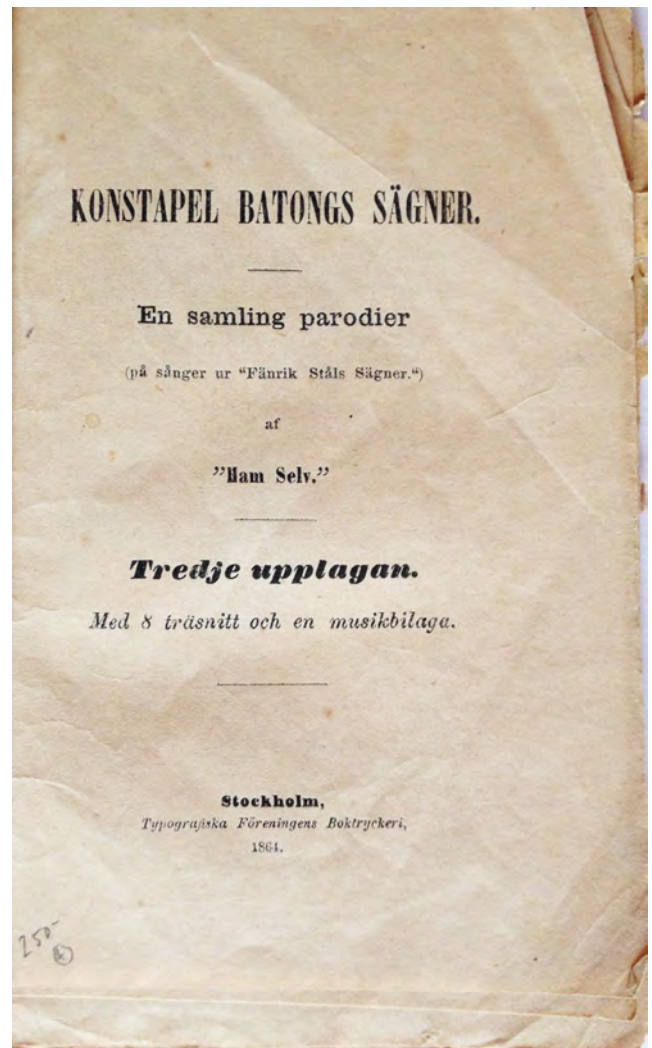 KONSTAPEL BATONGS SÄGNER.
En samling parodier
(på sånger ur “Fänrik Ståls Sägner.“)
af
”Ham Selv.”
Tredje upplagan.
Med 8 träsnitt och en musikbilaga.
Stockholm,
Typografiska Föreningens Boktryckeri,
1864.
250-